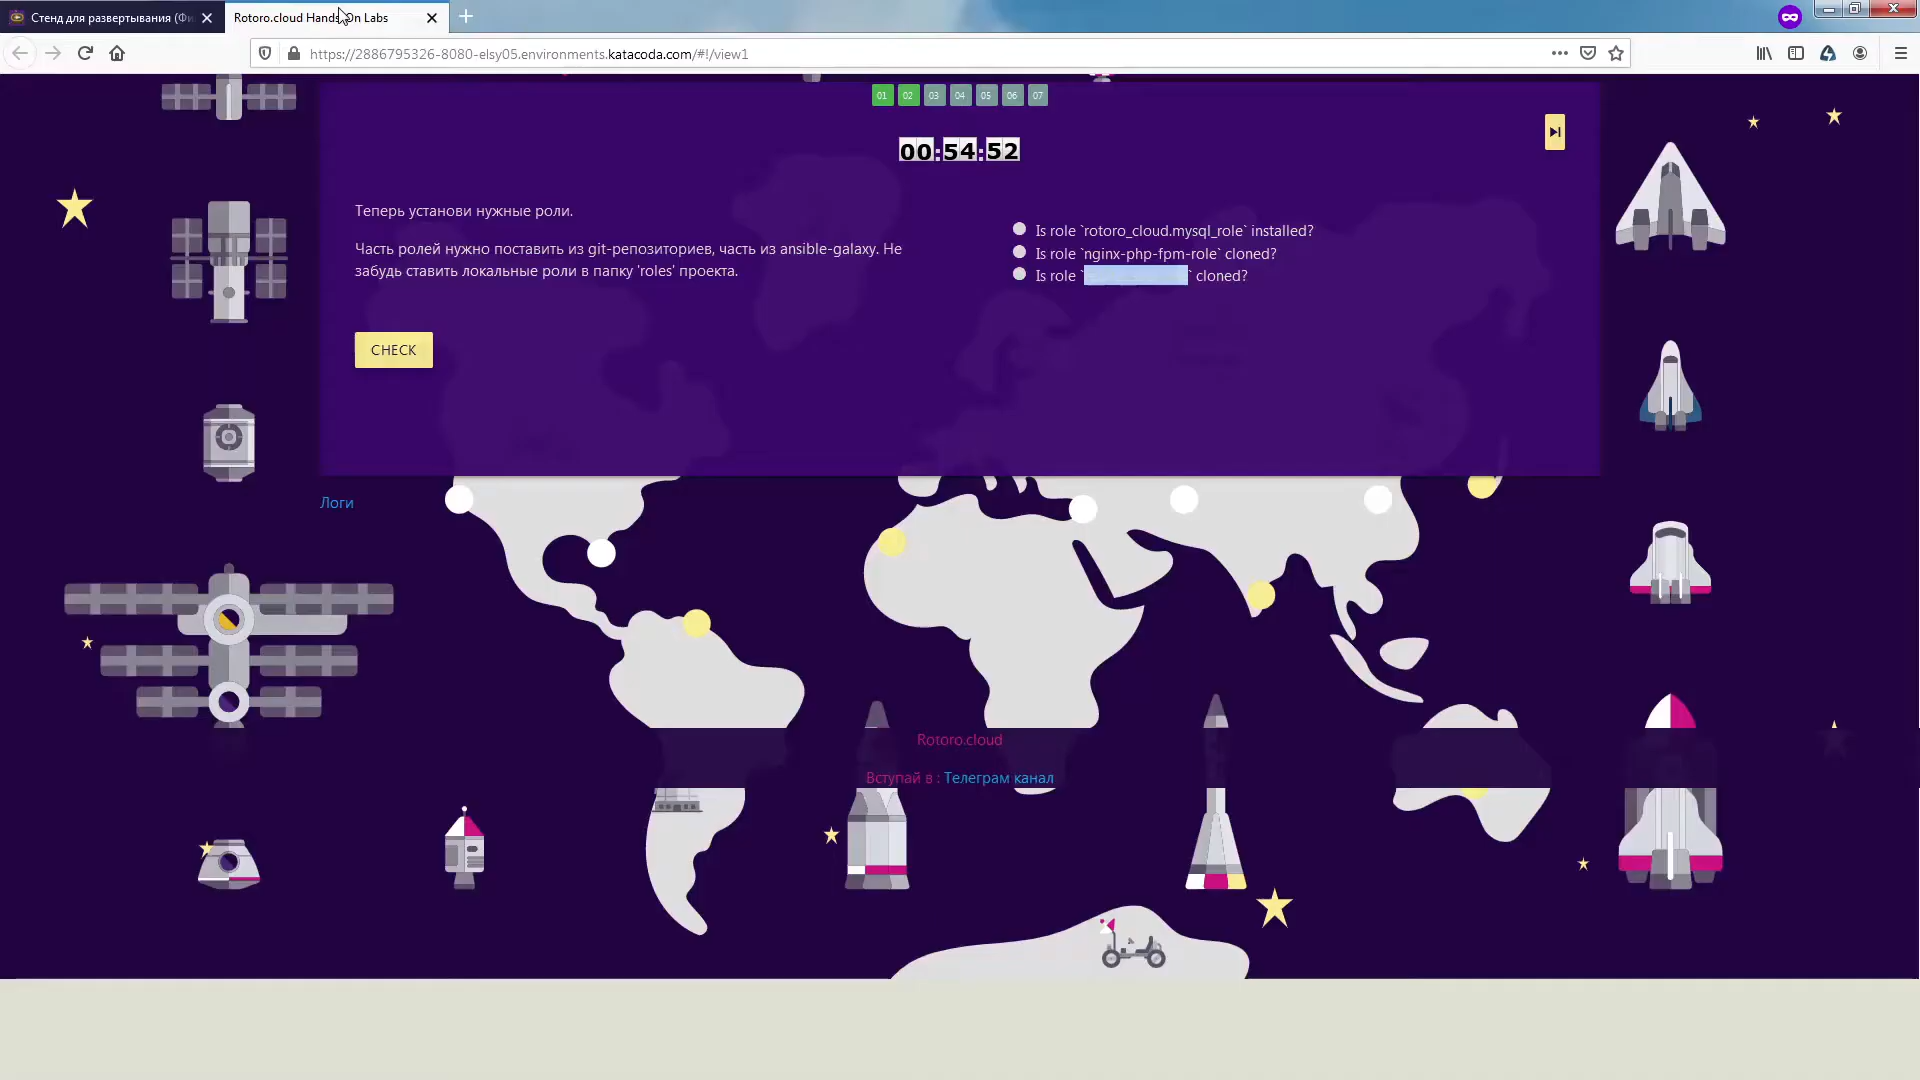 Стенд для развертывания (Фи
Rotoro.cloud Hands On Labs
https://2886795326-8080-elsy05.environments.katacoda.com/#!/view1
01 02 03 04 05 06 07
00:54:52
Теперь установи нужные роли.
Часть ролей нужно поставить из git-репозиториев, часть из ansible-galaxy. Не
забудь ставить локальные роли в папку 'roles' проекта.
CHECK
Is role `rotoro_cloud.mysql_role` installed?
Is role `nginx-php-fpm-role` cloned?
Is role ` ` cloned?
Логи
Rotoro.cloud
Вступай в : Телеграм канал